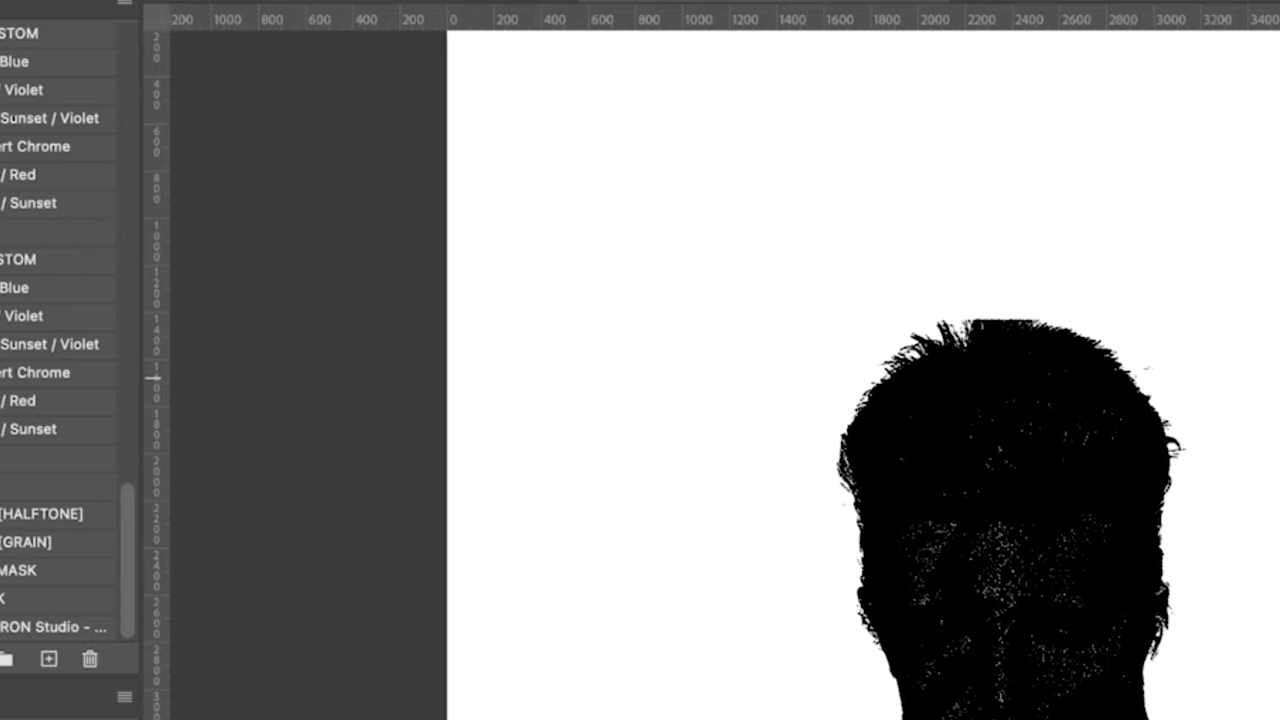 200 1000 800 600 400 200 0 200 400 600 800 1000 1200 1400 1600 1800 2000 2200 2400 2600 2800 3000 3200 3400
STOM
Blue
/ Violet
Sunset / Violet
ert Chrome
/ Red
/ Sunset
STOM
Blue
/ Violet
Sunset / Violet
ert Chrome
/ Red
/ Sunset
[HALFTONE]
[GRAIN]
MASK
K
RON Studio - ...
200
400
600
800
1000
1200
1400
1600
1800
2000
2200
2400
2600
2800